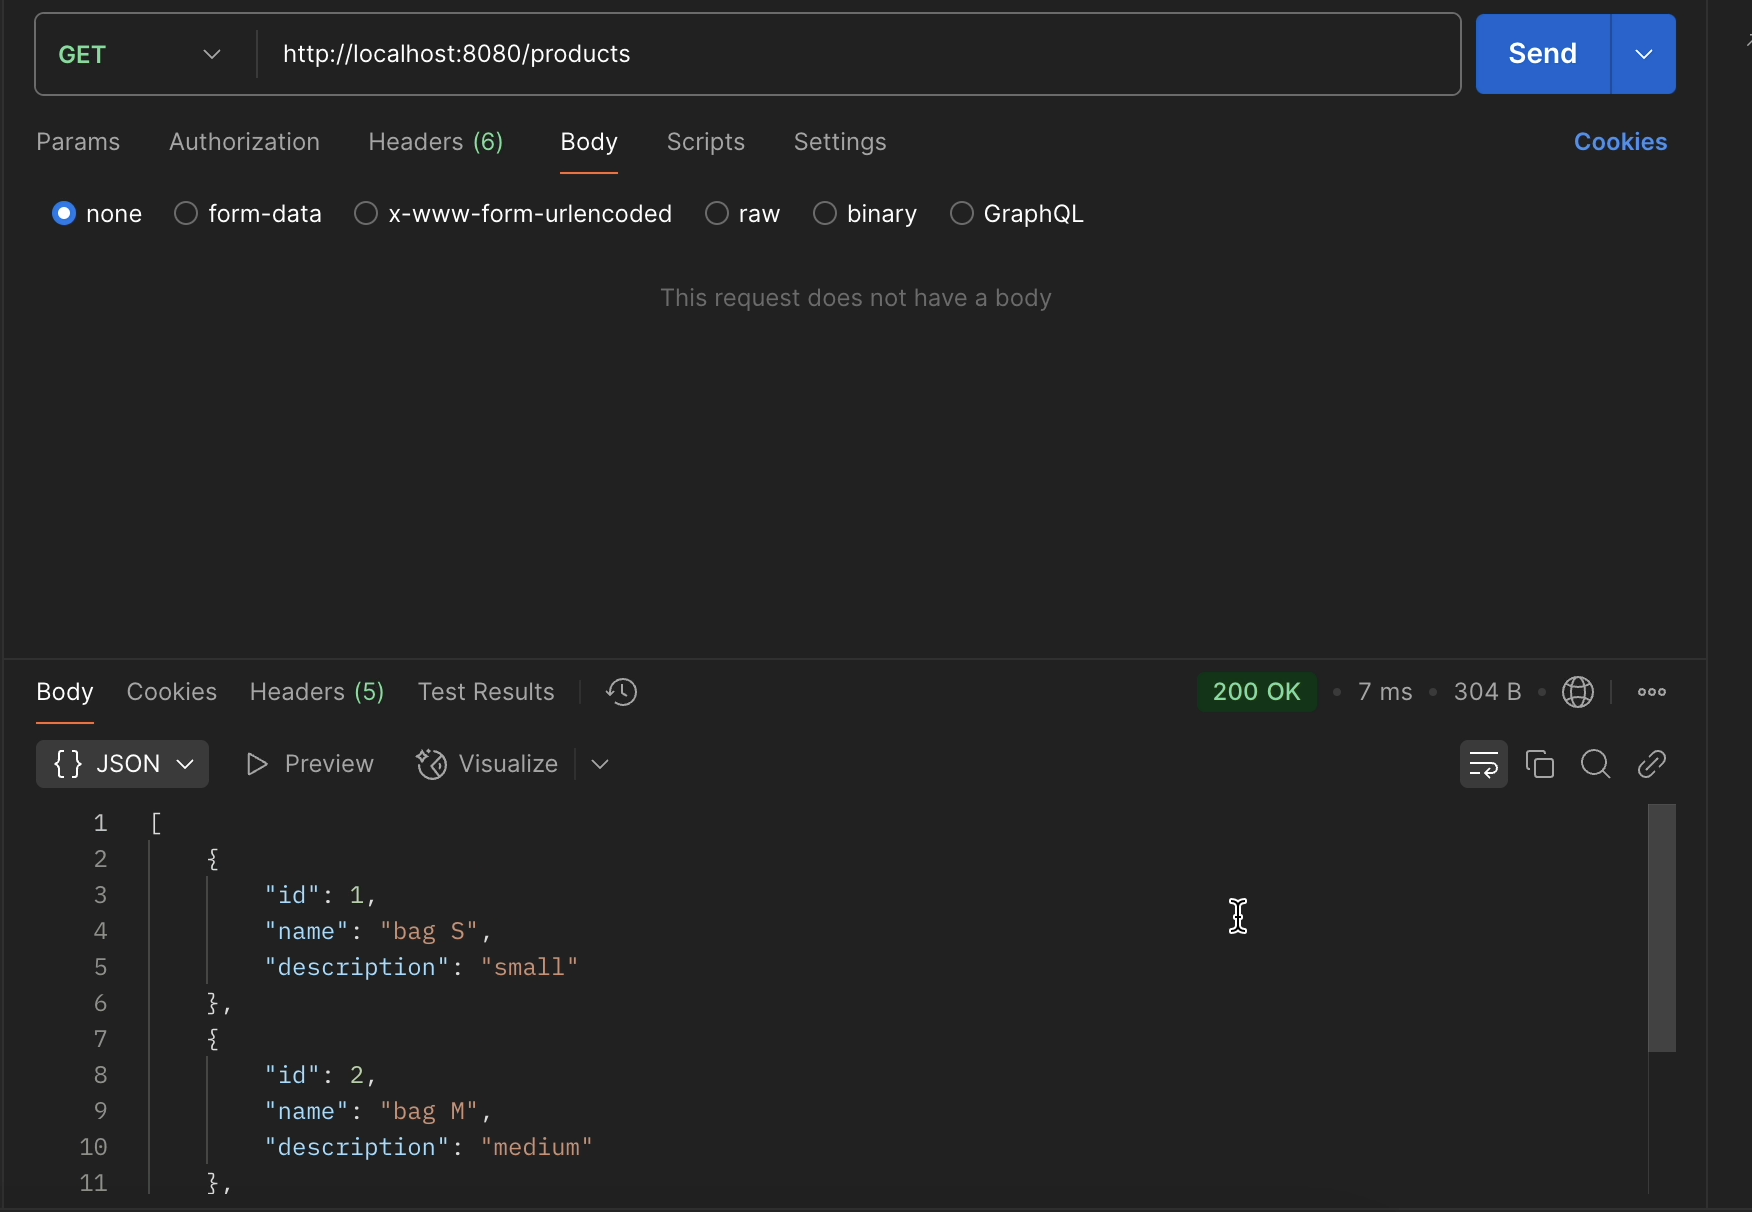 GET http://localhost:8080/products Send
Params Authorization Headers (6) Body Scripts Settings Cookies
none form-data x-www-form-urlencoded raw binary GraphQL
This request does not have a body
Body Cookies Headers (5) Test Results 200 OK • 7 ms • 304 B •
{} JSON Preview Visualize
1 [
2 {
3 "id": 1,
4 "name": "bag S",
5 "description": "small"
6 },
7 {
8 "id": 2,
9 "name": "bag M",
10 "description": "medium"
11 },